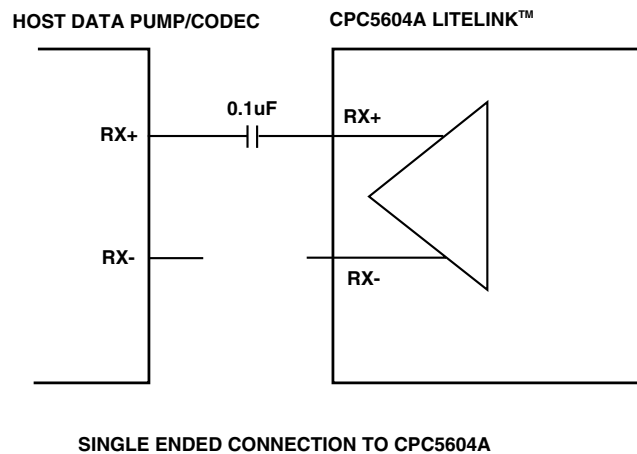 HOST DATA PUMP/CODEC
CPC5604A LITELINK™
0.1uF
RX+
RX+
RX-
RX-
SINGLE ENDED CONNECTION TO CPC5604A